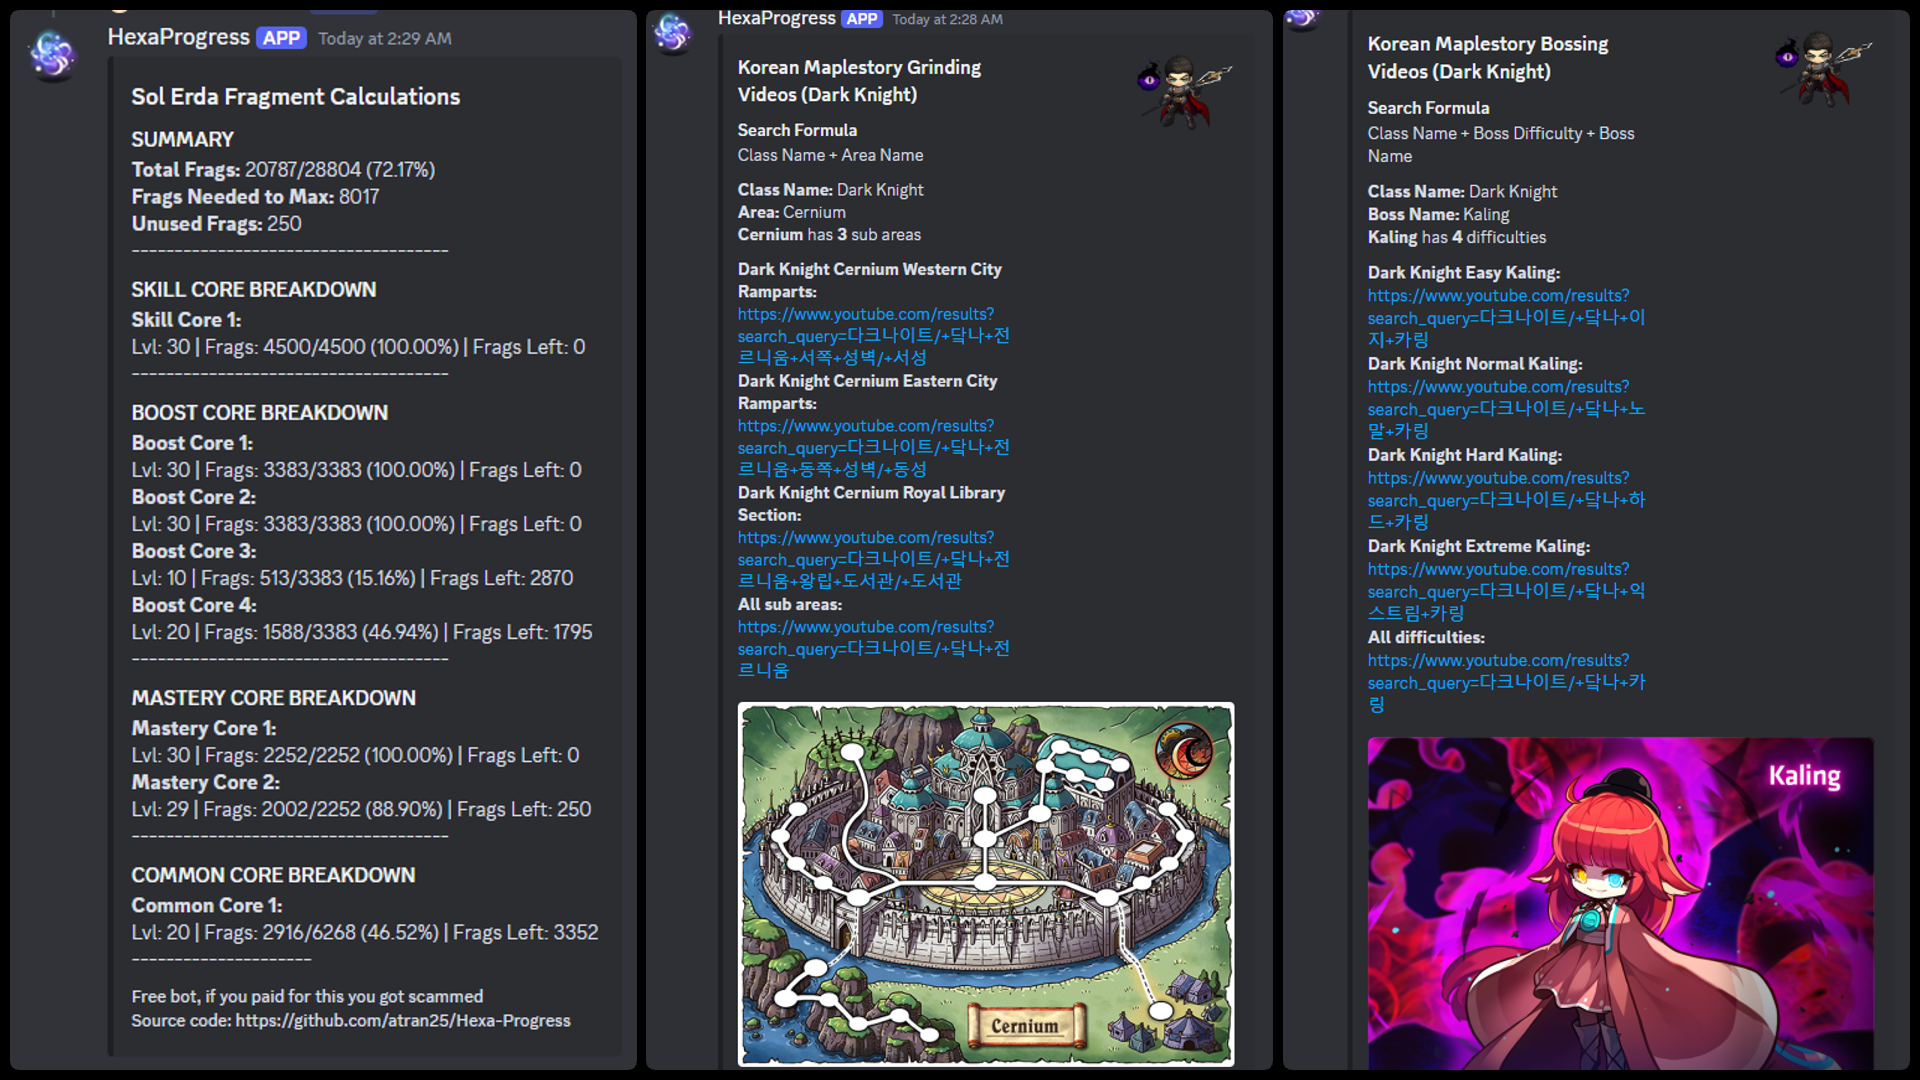 HexaProgress APP Today at 2:29 AM
Sol Erda Fragment Calculations
SUMMARY
Total Frags: 20787/28804 (72.17%)
Frags Needed to Max: 8017
Unused Frags: 250
-------------------------------------
SKILL CORE BREAKDOWN
Skill Core 1:
Lvl: 30 | Frags: 4500/4500 (100.00%) | Frags Left: 0
-------------------------------------
BOOST CORE BREAKDOWN
Boost Core 1:
Lvl: 30 | Frags: 3383/3383 (100.00%) | Frags Left: 0
Boost Core 2:
Lvl: 30 | Frags: 3383/3383 (100.00%) | Frags Left: 0
Boost Core 3:
Lvl: 10 | Frags: 513/3383 (15.16%) | Frags Left: 2870
Boost Core 4:
Lvl: 20 | Frags: 1588/3383 (46.94%) | Frags Left: 1795
-------------------------------------
MASTERY CORE BREAKDOWN
Mastery Core 1:
Lvl: 30 | Frags: 2252/2252 (100.00%) | Frags Left: 0
Mastery Core 2:
Lvl: 29 | Frags: 2002/2252 (88.90%) | Frags Left: 250
-------------------------------------
COMMON CORE BREAKDOWN
Common Core 1:
Lvl: 20 | Frags: 2916/6268 (46.52%) | Frags Left: 3352
---------------------
Free bot, if you paid for this you got scammed
Source code: https://github.com/atran25/Hexa-Progress
HexaProgress APP Today at 2:28 AM
Korean Maplestory Grinding
Videos (Dark Knight)
Search Formula
Class Name + Area Name
Class Name: Dark Knight
Area: Cernium
Cernium has 3 sub areas
Dark Knight Cernium Western City
Ramparts:
https://www.youtube.com/results?
search_query=다크나이트/+닼나+전
르니움+서쪽+성벽/+서성
Dark Knight Cernium Eastern City
Ramparts:
https://www.youtube.com/results?
search_query=다크나이트/+닼나+전
르니움+동쪽+성벽/+동성
Dark Knight Cernium Royal Library
Section:
https://www.youtube.com/results?
search_query=다크나이트/+닼나+전
르니움+왕립+도서관/+도서관
All sub areas:
https://www.youtube.com/results?
search_query=다크나이트/+닼나+전
르니움
Cernium
Korean Maplestory Bossing
Videos (Dark Knight)
Search Formula
Class Name + Boss Difficulty + Boss
Name
Class Name: Dark Knight
Boss Name: Kaling
Kaling has 4 difficulties
Dark Knight Easy Kaling:
https://www.youtube.com/results?
search_query=다크나이트/+닼나+이
지+카링
Dark Knight Normal Kaling:
https://www.youtube.com/results?
search_query=다크나이트/+닼나+노
말+카링
Dark Knight Hard Kaling:
https://www.youtube.com/results?
search_query=다크나이트/+닼나+하
드+카링
Dark Knight Extreme Kaling:
https://www.youtube.com/results?
search_query=다크나이트/+닼나+익
스트림+카링
All difficulties:
https://www.youtube.com/results?
search_query=다크나이트/+닼나+카
링
Kaling